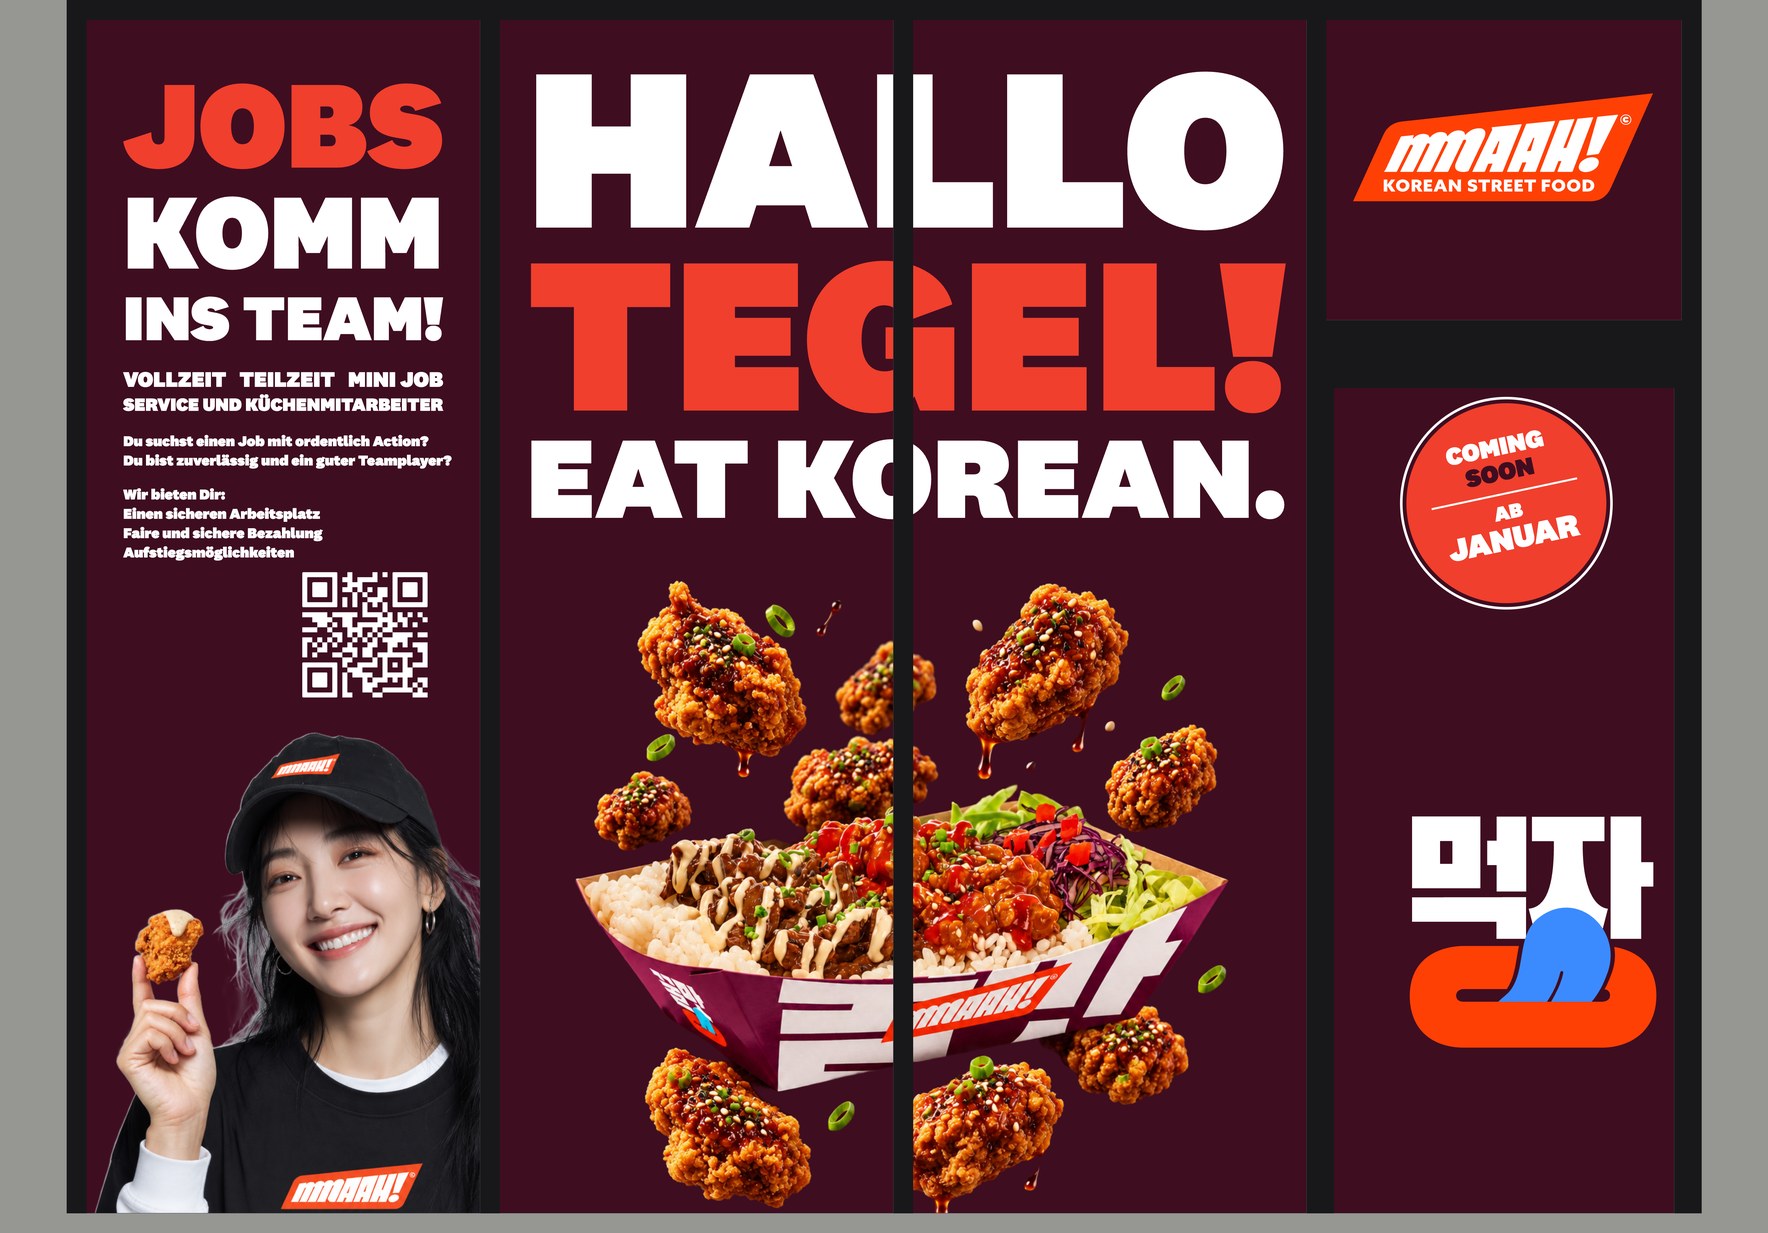 JOBS
KOMM
INS TEAM!
VOLLZEIT TEILZEIT MINI JOB
SERVICE UND KÜCHENMITARBEITER
Du suchst einen Job mit ordentlich Action?
Du bist zuverlässig und ein guter Teamplayer?
Wir bieten Dir:
Einen sicheren Arbeitsplatz
Faire und sichere Bezahlung
Aufstiegsmöglichkeiten
MMAAH!
MMAAH!
HALLO
TEGEL!
EAT KOREAN.
MMAAH!
MMAAH! ©
KOREAN STREET FOOD
COMING
SOON
AB
JANUAR
먹자